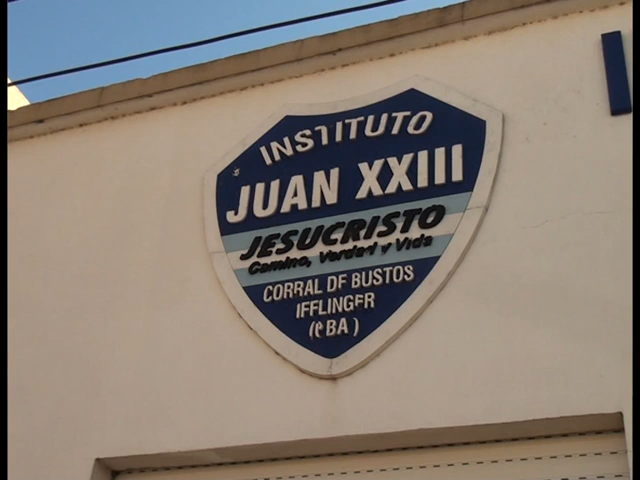 INSTITUTO
JUAN XXIII
JESUCRISTO
Camino, Verdad y Vida
CORRAL DE BUSTOS
IFFLINGER
(CBA)